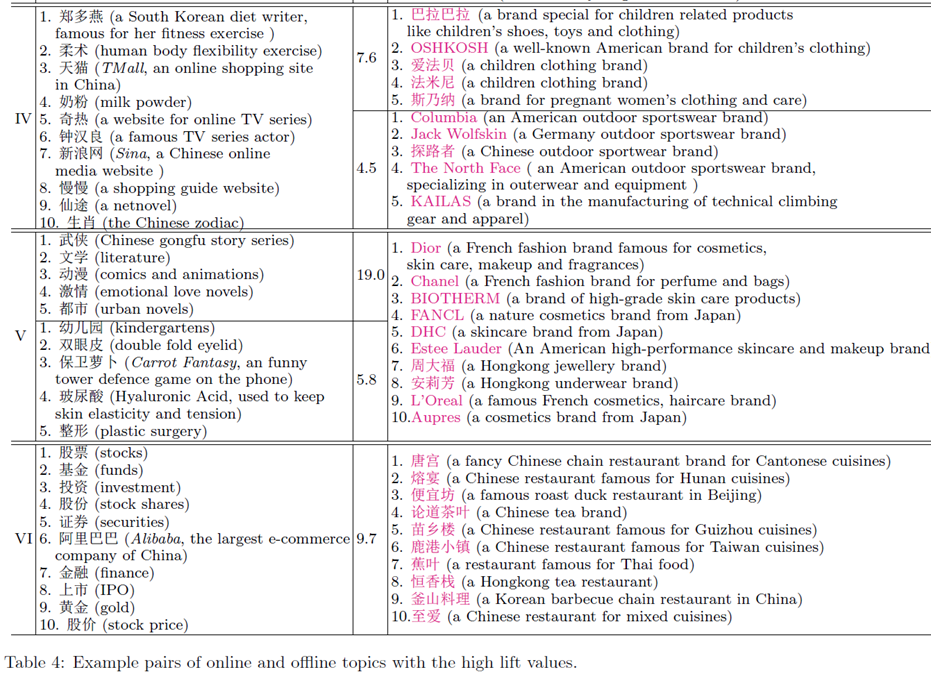 IV
1. 郑多燕 (a South Korean diet writer,
famous for her fitness exercise )
2. 柔术 (human body flexibility exercise)
3. 天猫 (TMall, an online shopping site
in China)
4. 奶粉 (milk powder)
5. 奇热 (a website for online TV series)
6. 钟汉良 (a famous TV series actor)
7. 新浪网 (Sina, a Chinese online
media website )
8. 慢慢 (a shopping guide website)
9. 仙途 (a netnovel)
10. 生肖 (the Chinese zodiac)
7.6
1. 巴拉巴拉 (a brand special for children related products
like children's shoes, toys and clothing)
2. OSHKOSH (a well-known American brand for children's clothing)
3. 爱法贝 (a children clothing brand)
4. 法米尼 (a children clothing brand)
5. 斯乃纳 (a brand for pregnant women's clothing and care)
4.5
1. Columbia (an American outdoor sportswear brand)
2. Jack Wolfskin (a Germany outdoor sportswear brand)
3. 探路者 (a Chinese outdoor sportwear brand)
4. The North Face ( an American outdoor sportswear brand,
specializing in outerwear and equipment )
5. KAILAS (a brand in the manufacturing of technical climbing
gear and apparel)
V
1. 武侠 (Chinese gongfu story series)
2. 文学 (literature)
3. 动漫 (comics and animations)
4. 激情 (emotional love novels)
5. 都市 (urban novels)
19.0
1. 幼儿园 (kindergartens)
2. 双眼皮 (double fold eyelid)
3. 保卫萝卜 (Carrot Fantasy, an funny
tower defence game on the phone)
4. 玻尿酸 (Hyaluronic Acid, used to keep
skin elasticity and tension)
5. 整形 (plastic surgery)
5.8
1. Dior (a French fashion brand famous for cosmetics,
skin care, makeup and fragrances)
2. Chanel (a French fashion brand for perfume and bags)
3. BIOTHERM (a brand of high-grade skin care products)
4. FANCL (a nature cosmetics brand from Japan)
5. DHC (a skincare brand from Japan)
6. Estee Lauder (An American high-performance skincare and makeup brand
7. 周大福 (a Hongkong jewellery brand)
8. 安莉芳 (a Hongkong underwear brand)
9. L'Oreal (a famous French cosmetics, haircare brand)
10.Aupres (a cosmetics brand from Japan)
VI
1. 股票 (stocks)
2. 基金 (funds)
3. 投资 (investment)
4. 股份 (stock shares)
5. 证券 (securities)
6. 阿里巴巴 (Alibaba, the largest e-commerce
company of China)
7. 金融 (finance)
8. 上市 (IPO)
9. 黄金 (gold)
10. 股价 (stock price)
9.7
1. 唐宫 (a fancy Chinese chain restaurant brand for Cantonese cuisines)
2. 熔宴 (a Chinese restaurant famous for Hunan cuisines)
3. 便宜坊 (a famous roast duck restaurant in Beijing)
4. 论道茶叶 (a Chinese tea brand)
5. 苗乡楼 (a Chinese restaurant famous for Guizhou cuisines)
6. 鹿港小镇 (a Chinese restaurant famous for Taiwan cuisines)
7. 蕉叶 (a restaurant famous for Thai food)
8. 恒香栈 (a Hongkong tea restaurant)
9. 釜山料理 (a Korean barbecue chain restaurant in China)
10.至爱 (a Chinese restaurant for mixed cuisines)
Table 4: Example pairs of online and offline topics with the high lift values.